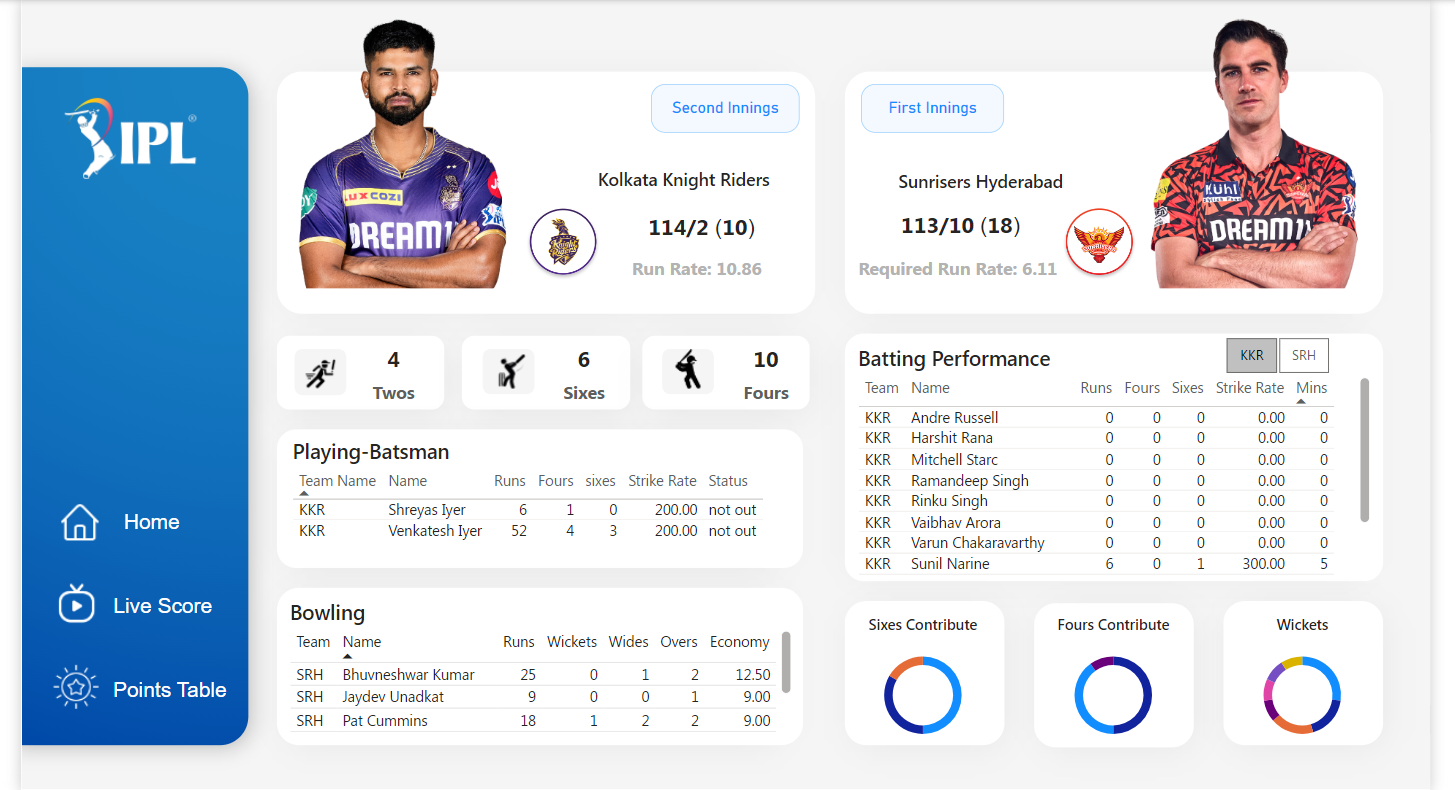 IPL
Home
Live Score
Points Table
Second Innings
Kolkata Knight Riders
114/2 (10)
Run Rate: 10.86
LUX COZI
DREAM11
Knight Riders
First Innings
Sunrisers Hyderabad
113/10 (18)
Required Run Rate: 6.11
KUHL
DREAM11
4
Twos
6
Sixes
10
Fours
Playing-Batsman
Team Name Name Runs Fours sixes Strike Rate Status
KKR Shreyas Iyer 6 1 0 200.00 not out
KKR Venkatesh Iyer 52 4 3 200.00 not out
Bowling
Team Name Runs Wickets Wides Overs Economy
SRH Bhuvneshwar Kumar 25 0 1 2 12.50
SRH Jaydev Unadkat 9 0 0 1 9.00
SRH Pat Cummins 18 1 2 2 9.00
Batting Performance
KKR SRH
Team Name Runs Fours Sixes Strike Rate Mins
KKR Andre Russell 0 0 0 0.00 0
KKR Harshit Rana 0 0 0 0.00 0
KKR Mitchell Starc 0 0 0 0.00 0
KKR Ramandeep Singh 0 0 0 0.00 0
KKR Rinku Singh 0 0 0 0.00 0
KKR Vaibhav Arora 0 0 0 0.00 0
KKR Varun Chakaravarthy 0 0 0 0.00 0
KKR Sunil Narine 6 0 1 300.00 5
Sixes Contribute
Fours Contribute
Wickets